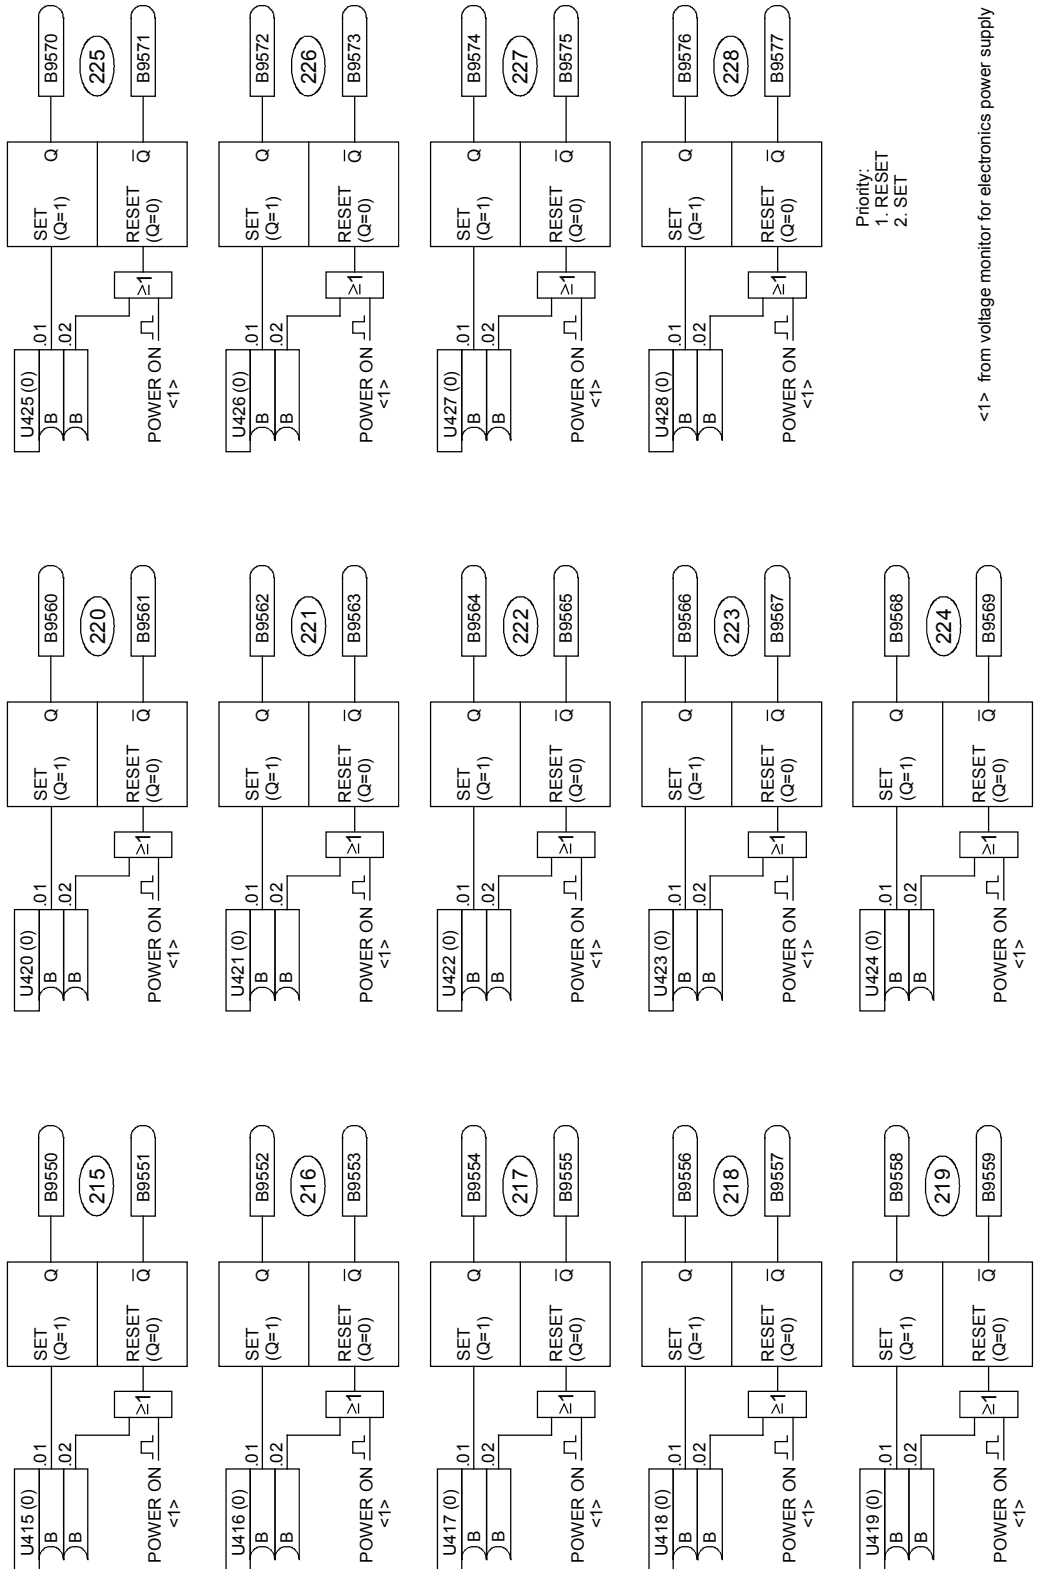 U415 (0)
B .01 SET Q B9550
(Q=1)
B .02
215
≥1 RESET Q̅ B9551
(Q=0)
POWER ON
<1>
U416 (0)
B .01 SET Q B9552
(Q=1)
B .02
216
≥1 RESET Q̅ B9553
(Q=0)
POWER ON
<1>
U417 (0)
B .01 SET Q B9554
(Q=1)
B .02
217
≥1 RESET Q̅ B9555
(Q=0)
POWER ON
<1>
U418 (0)
B .01 SET Q B9556
(Q=1)
B .02
218
≥1 RESET Q̅ B9557
(Q=0)
POWER ON
<1>
U419 (0)
B .01 SET Q B9558
(Q=1)
B .02
219
≥1 RESET Q̅ B9559
(Q=0)
POWER ON
<1>
U420 (0)
B .01 SET Q B9560
(Q=1)
B .02
220
≥1 RESET Q̅ B9561
(Q=0)
POWER ON
<1>
U421 (0)
B .01 SET Q B9562
(Q=1)
B .02
221
≥1 RESET Q̅ B9563
(Q=0)
POWER ON
<1>
U422 (0)
B .01 SET Q B9564
(Q=1)
B .02
222
≥1 RESET Q̅ B9565
(Q=0)
POWER ON
<1>
U423 (0)
B .01 SET Q B9566
(Q=1)
B .02
223
≥1 RESET Q̅ B9567
(Q=0)
POWER ON
<1>
U424 (0)
B .01 SET Q B9568
(Q=1)
B .02
224
≥1 RESET Q̅ B9569
(Q=0)
POWER ON
<1>
U425 (0)
B .01 SET Q B9570
(Q=1)
B .02
225
≥1 RESET Q̅ B9571
(Q=0)
POWER ON
<1>
U426 (0)
B .01 SET Q B9572
(Q=1)
B .02
226
≥1 RESET Q̅ B9573
(Q=0)
POWER ON
<1>
U427 (0)
B .01 SET Q B9574
(Q=1)
B .02
227
≥1 RESET Q̅ B9575
(Q=0)
POWER ON
<1>
U428 (0)
B .01 SET Q B9576
(Q=1)
B .02
228
≥1 RESET Q̅ B9577
(Q=0)
POWER ON
<1>
Priority:
1. RESET
2. SET
<1> from voltage monitor for electronics power supply